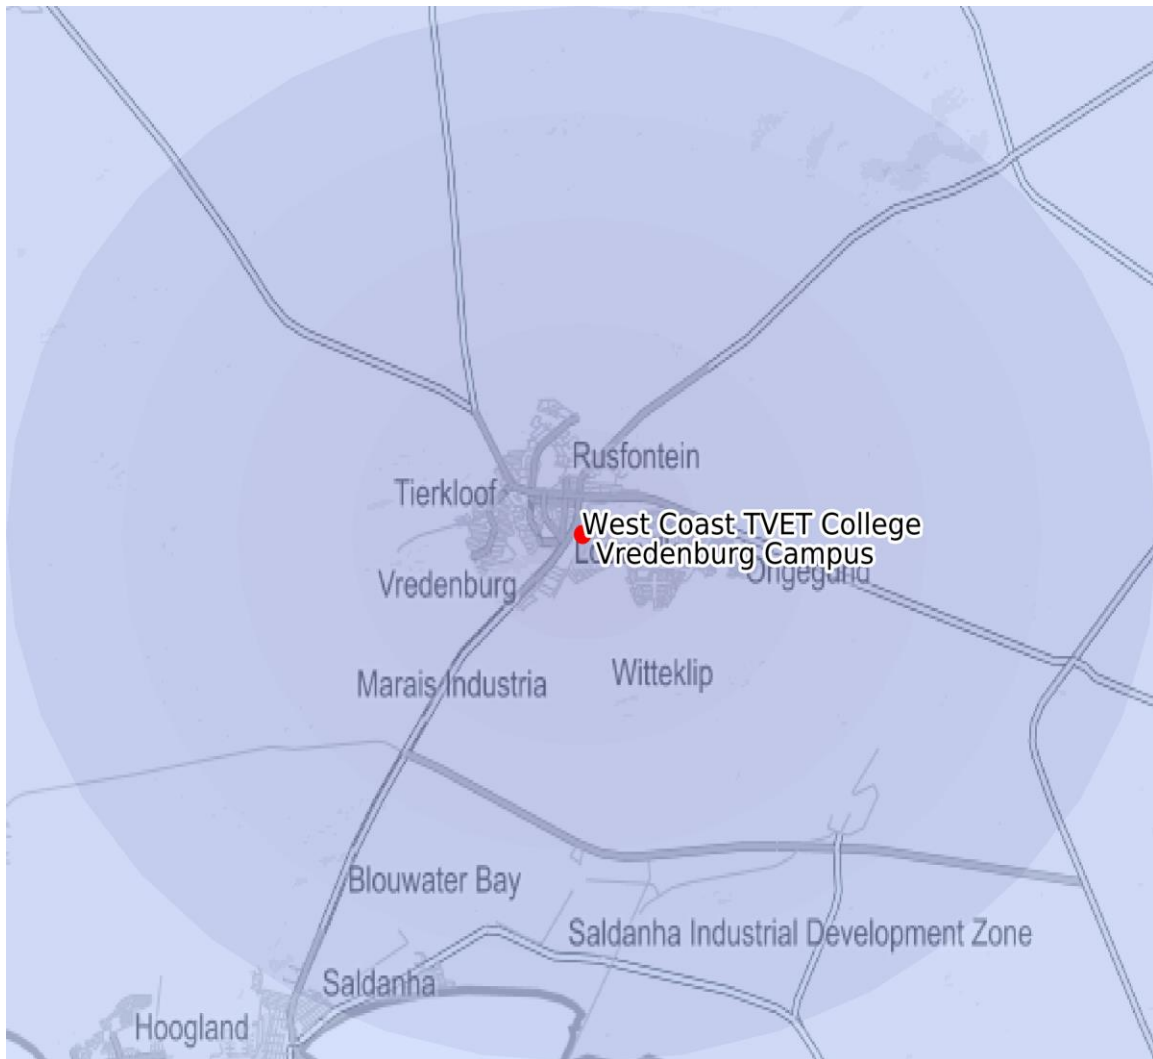 Rusfontein
Tierkloof
West Coast TVET College
Vredenburg Campus
Vredenburg
Witteklip
Marais Industria
Blouwater Bay
Saldanha Industrial Development Zone
Saldanha
Hoogland